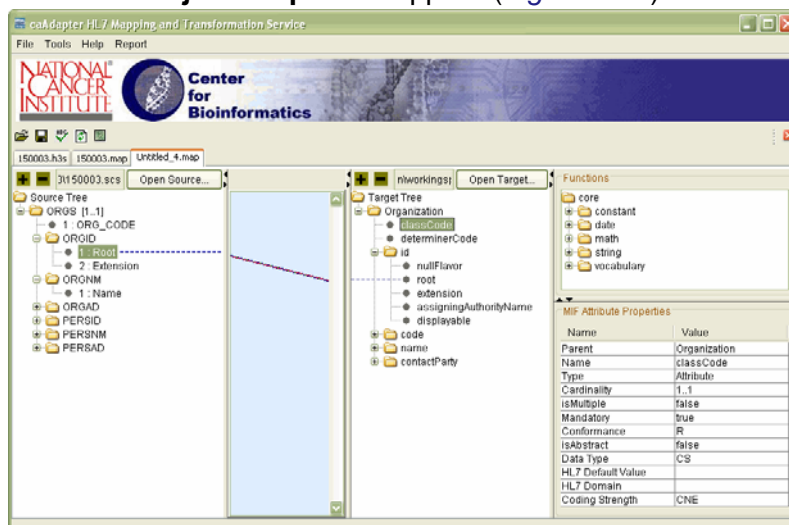 caAdapter HL7 Mapping and Transformation Service
File Tools Help Report
NATIONAL
CANCER
INSTITUTE
Center
for
Bioinformatics
150003.h3s 150003.map Untitled_4.map
3\150003.scs Open Source... Open Target... Functions
Source Tree
ORGS [1..1]
1 : ORG_CODE
ORGID
1 : Root
2 : Extension
ORGNM
1 : Name
ORGAD
PERSID
PERSNM
PERSAD
Target Tree
Organization
classCode
determinerCode
id
nullFlavor
root
extension
assigningAuthorityName
displayable
code
name
contactParty
core
constant
date
math
string
vocabulary
MIF Attribute Properties
Name Value
Parent Organization
Name classCode
Type Attribute
Cardinality 1..1
isMultiple false
Mandatory true
Conformance R
isAbstract false
Data Type CS
HL7 Default Value
HL7 Domain
Coding Strength CNE